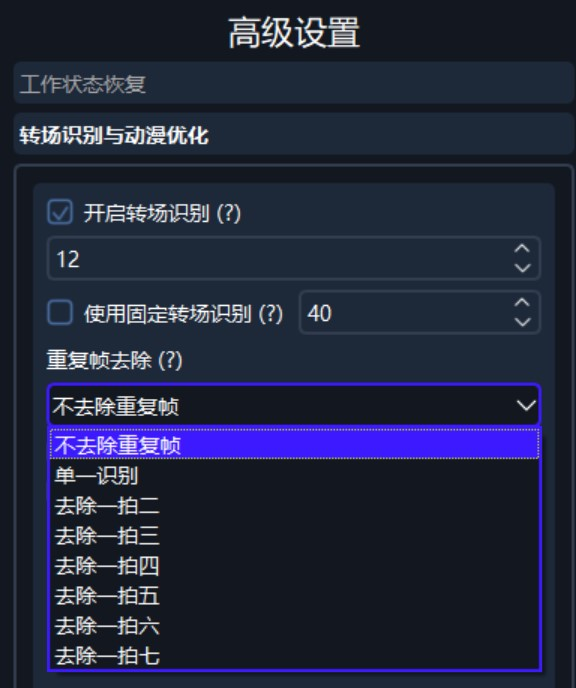 高级设置
工作状态恢复
转场识别与动漫优化
开启转场识别 (?)
12
使用固定转场识别 (?) 40
重复帧去除 (?)
不去除重复帧
不去除重复帧
单一识别
去除一拍二
去除一拍三
去除一拍四
去除一拍五
去除一拍六
去除一拍七